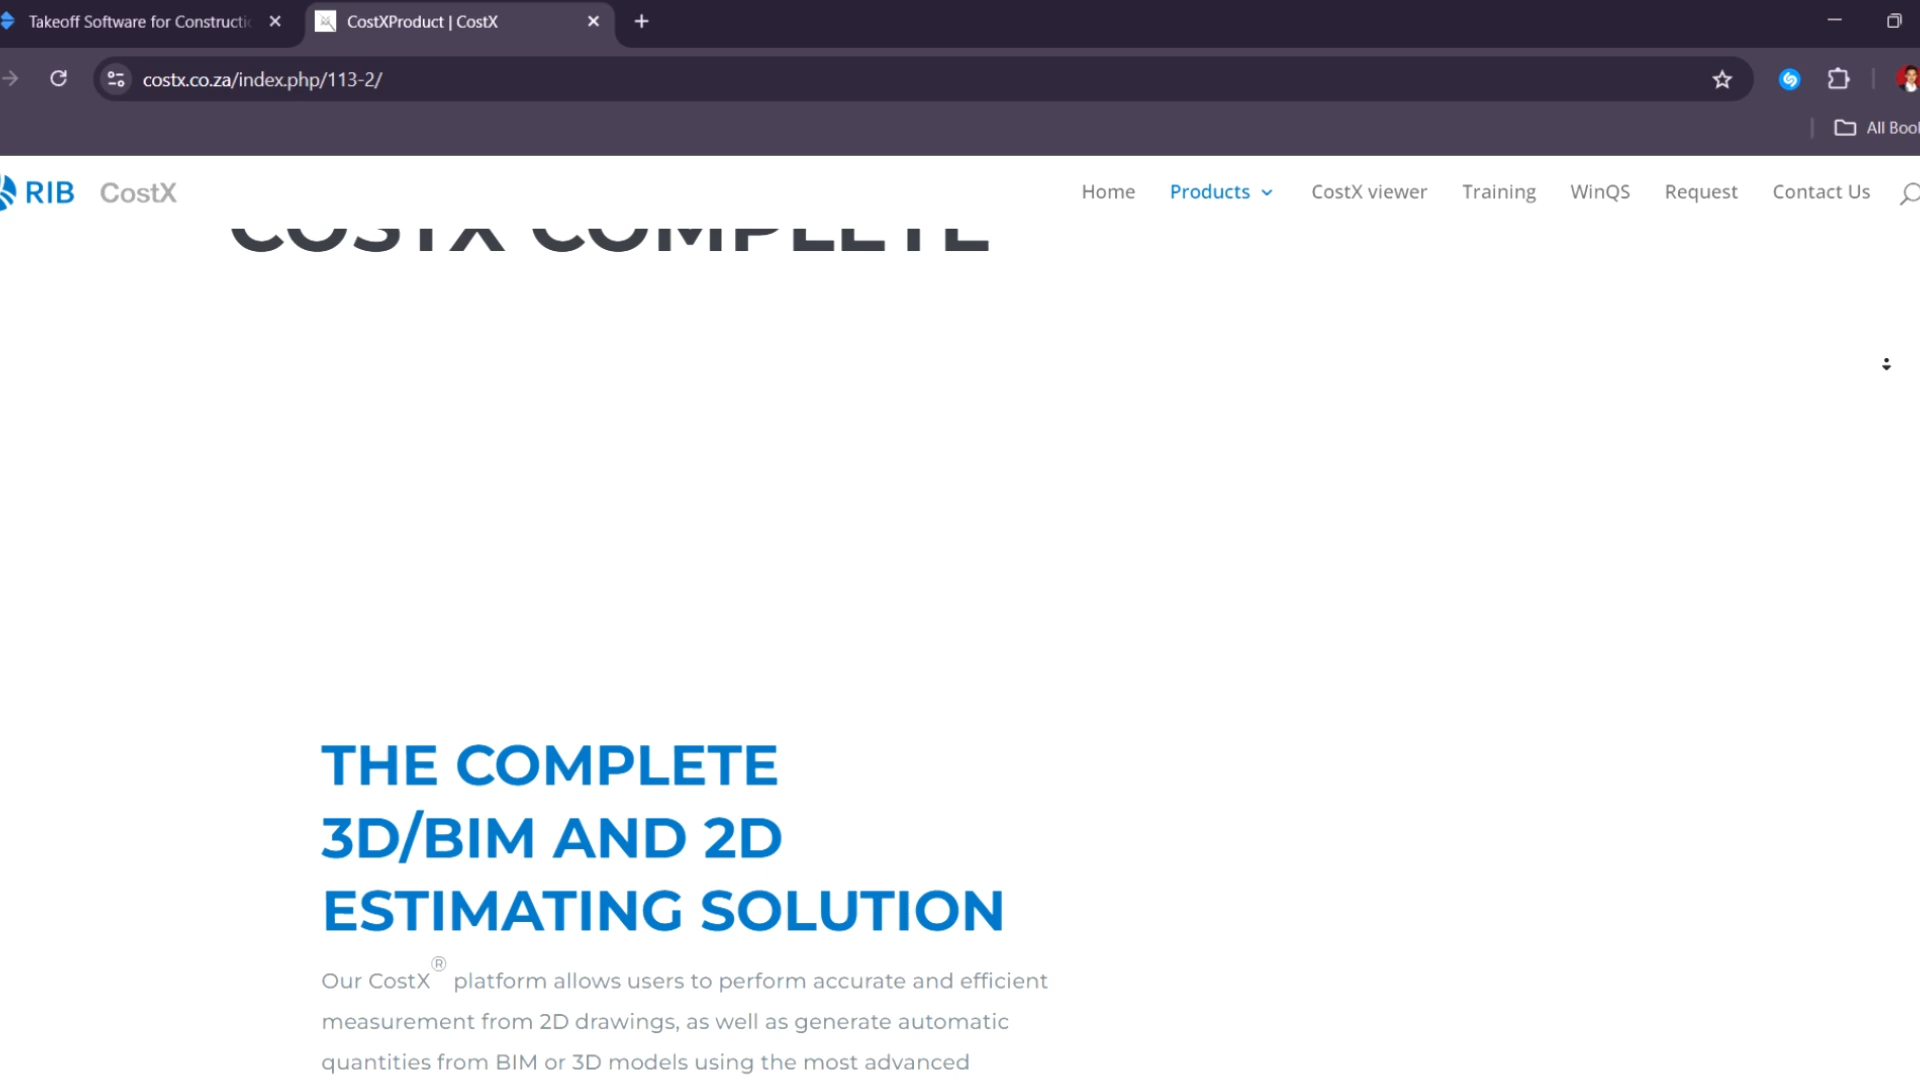 Takeoff Software for Constructi
CostXProduct | CostX
costx.co.za/index.php/113-2/
All Boo
RIB CostX
Home Products CostX viewer Training WinQS Request Contact Us
COSTX COMPLETE
THE COMPLETE
3D/BIM AND 2D
ESTIMATING SOLUTION
Our CostX® platform allows users to perform accurate and efficient
measurement from 2D drawings, as well as generate automatic
quantities from BIM or 3D models using the most advanced